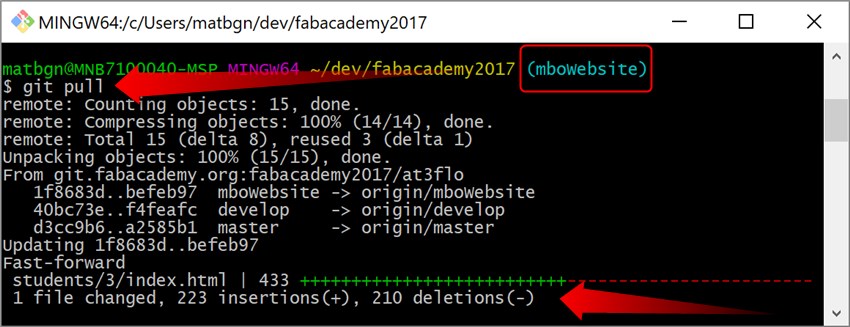 MINGW64:/c/Users/matbgn/dev/fabacademy2017
matbgn@MNB7100040-MSP MINGW64 ~/dev/fabacademy2017 (mboWebsite)
$ git pull
remote: Counting objects: 15, done.
remote: Compressing objects: 100% (14/14), done.
remote: Total 15 (delta 8), reused 3 (delta 1)
Unpacking objects: 100% (15/15), done.
From git.fabacademy.org:fabacademy2017/at3flo
   1f8683d..befeb97  mboWebsite -> origin/mboWebsite
   40bc73e..f4feafc  develop    -> origin/develop
   d3cc9b6..a2585b1  master     -> origin/master
Updating 1f8683d..befeb97
Fast-forward
 students/3/index.html | 433 +++++++++++++++++++++++++++-------------------------
 1 file changed, 223 insertions(+), 210 deletions(-)